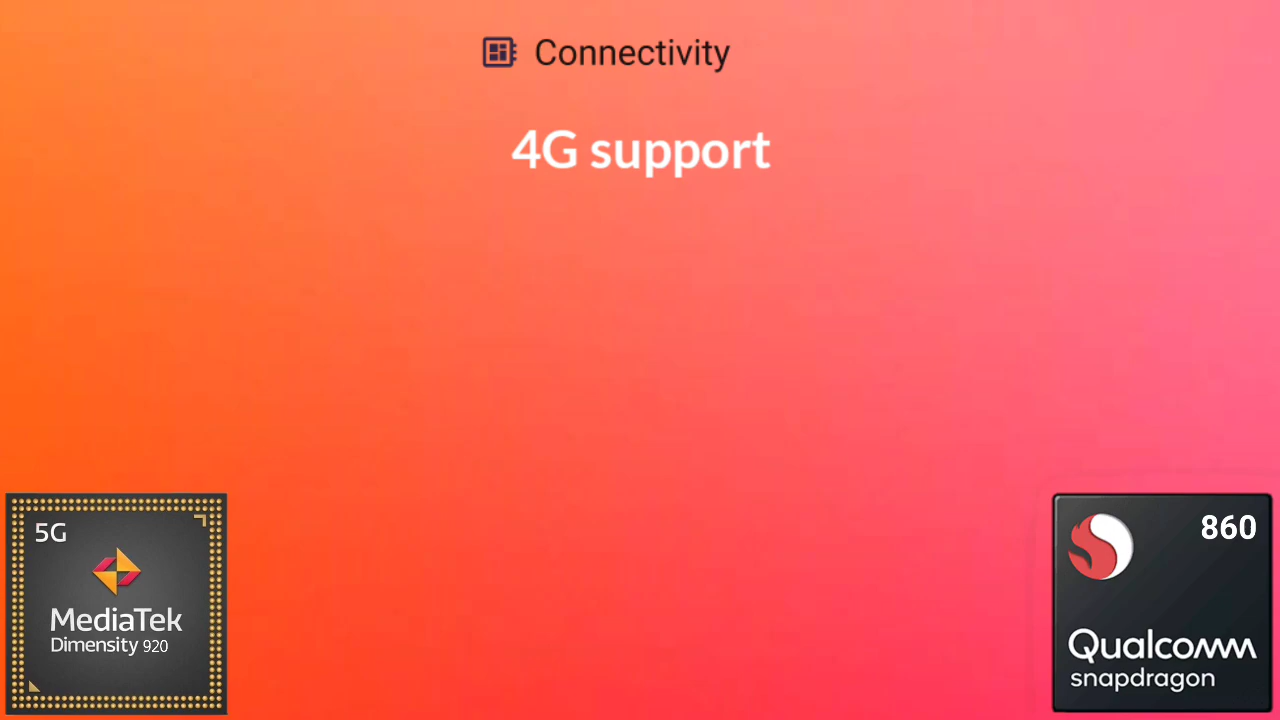 Connectivity
4G support
5G
MediaTek
Dimensity 920
860
Qualcomm
snapdragon